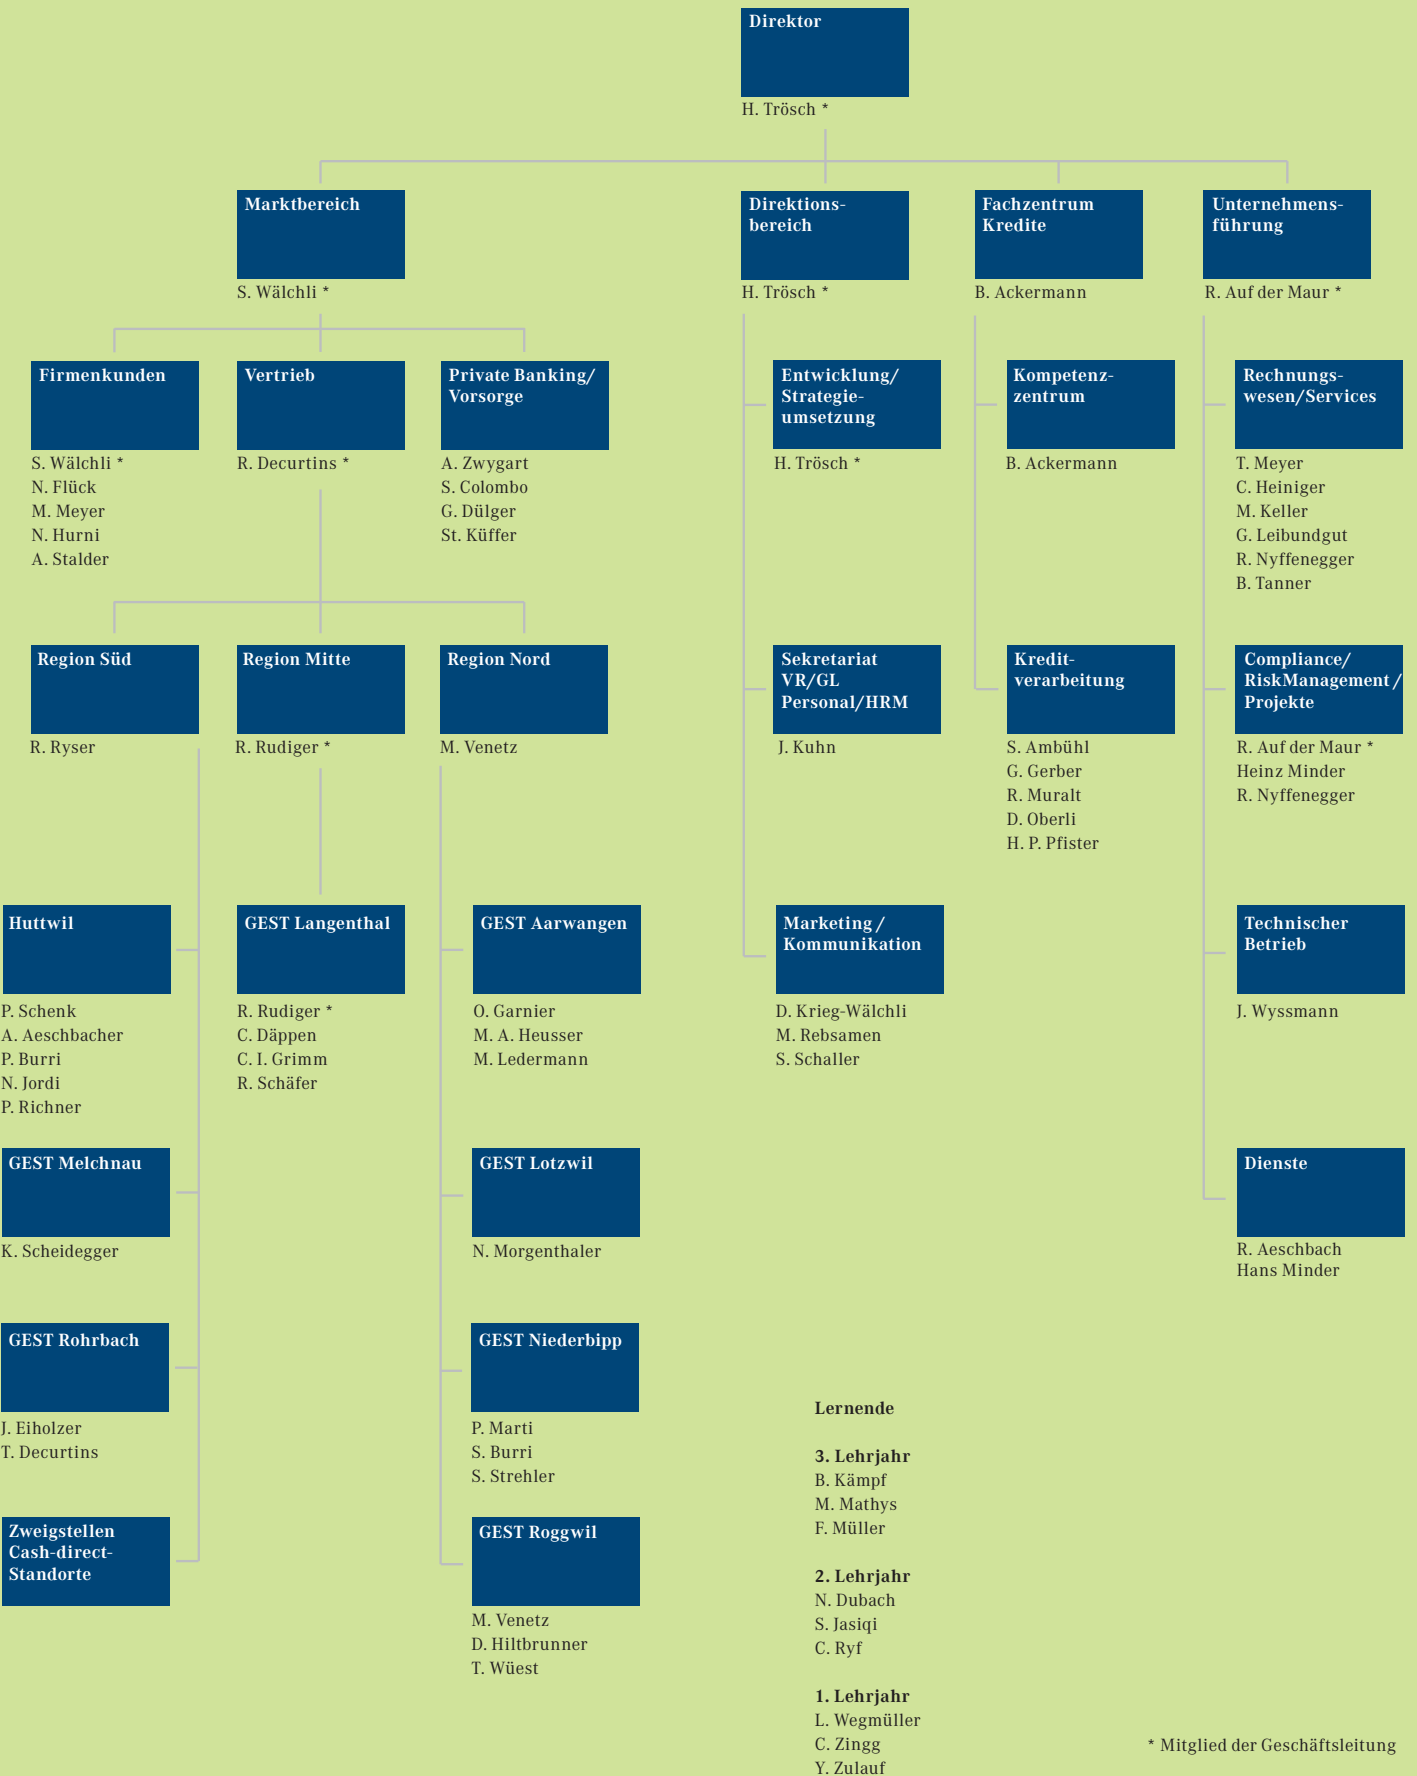 Direktor
H. Trösch *
Marktbereich
S. Wälchli *
Direktions-
bereich
H. Trösch *
Fachzentrum
Kredite
B. Ackermann
Unternehmens-
führung
R. Auf der Maur *
Firmenkunden
S. Wälchli *
N. Flück
M. Meyer
N. Hurni
A. Stalder
Vertrieb
R. Decurtins *
Private Banking/
Vorsorge
A. Zwygart
S. Colombo
G. Dülger
St. Küffer
Entwicklung/
Strategie-
umsetzung
H. Trösch *
Kompetenz-
zentrum
B. Ackermann
Rechnungs-
wesen/Services
T. Meyer
C. Heiniger
M. Keller
G. Leibundgut
R. Nyffenegger
B. Tanner
Region Süd
R. Ryser
Region Mitte
R. Rudiger *
Region Nord
M. Venetz
Sekretariat
VR/GL
Personal/HRM
J. Kuhn
Kredit-
verarbeitung
S. Ambühl
G. Gerber
R. Muralt
D. Oberli
H. P. Pfister
Compliance/
RiskManagement/
Projekte
R. Auf der Maur *
Heinz Minder
R. Nyffenegger
Huttwil
P. Schenk
A. Aeschbacher
P. Burri
N. Jordi
P. Richner
GEST Langenthal
R. Rudiger *
C. Däppen
C. I. Grimm
R. Schäfer
GEST Aarwangen
O. Garnier
M. A. Heusser
M. Ledermann
Marketing /
Kommunikation
D. Krieg-Wälchli
M. Rebsamen
S. Schaller
Technischer
Betrieb
J. Wyssmann
GEST Melchnau
K. Scheidegger
GEST Lotzwil
N. Morgenthaler
Dienste
R. Aeschbach
Hans Minder
GEST Rohrbach
J. Eiholzer
T. Decurtins
GEST Niederbipp
P. Marti
S. Burri
S. Strehler
Zweigstellen
Cash-direct-
Standorte
GEST Roggwil
M. Venetz
D. Hiltbrunner
T. Wüest
Lernende
3. Lehrjahr
B. Kämpf
M. Mathys
F. Müller
2. Lehrjahr
N. Dubach
S. Jasiqi
C. Ryf
1. Lehrjahr
L. Wegmüller
C. Zingg
Y. Zulauf
* Mitglied der Geschäftsleitung